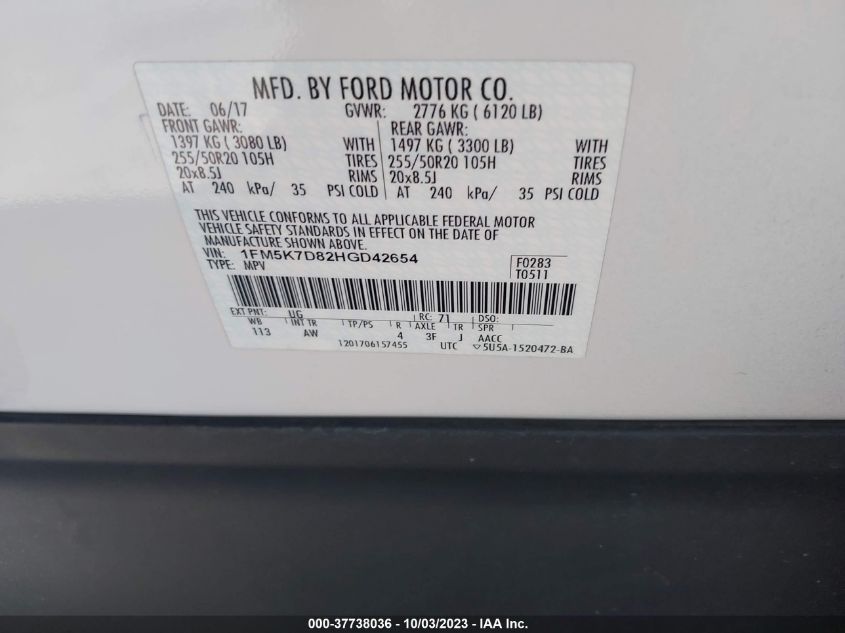 MFD. BY FORD MOTOR CO.
DATE: 06/17 GVWR: 2776 KG ( 6120 LB)
FRONT GAWR: REAR GAWR:
1397 KG ( 3080 LB) WITH 1497 KG ( 3300 LB) WITH
255/50R20 105H TIRES 255/50R20 105H TIRES
20x8.5J RIMS 20x8.5J RIMS
AT 240 kPa/ 35 PSI COLD AT 240 kPa/ 35 PSI COLD
THIS VEHICLE CONFORMS TO ALL APPLICABLE FEDERAL MOTOR
VEHICLE SAFETY STANDARDS IN EFFECT ON THE DATE OF
MANUFACTURE SHOWN ABOVE.
VIN: 1FM5K7D82HGD42654 F0283
TYPE: MPV T0511
EXT PNT: UG RC: 71 DSO:
WB INT TR TP/PS R AXLE TR SPR
113 AW 4 3F J AACC
1201706157455 UTC ▽5U5A-1520472-BA
000-37738036 - 10/03/2023 - IAA Inc.